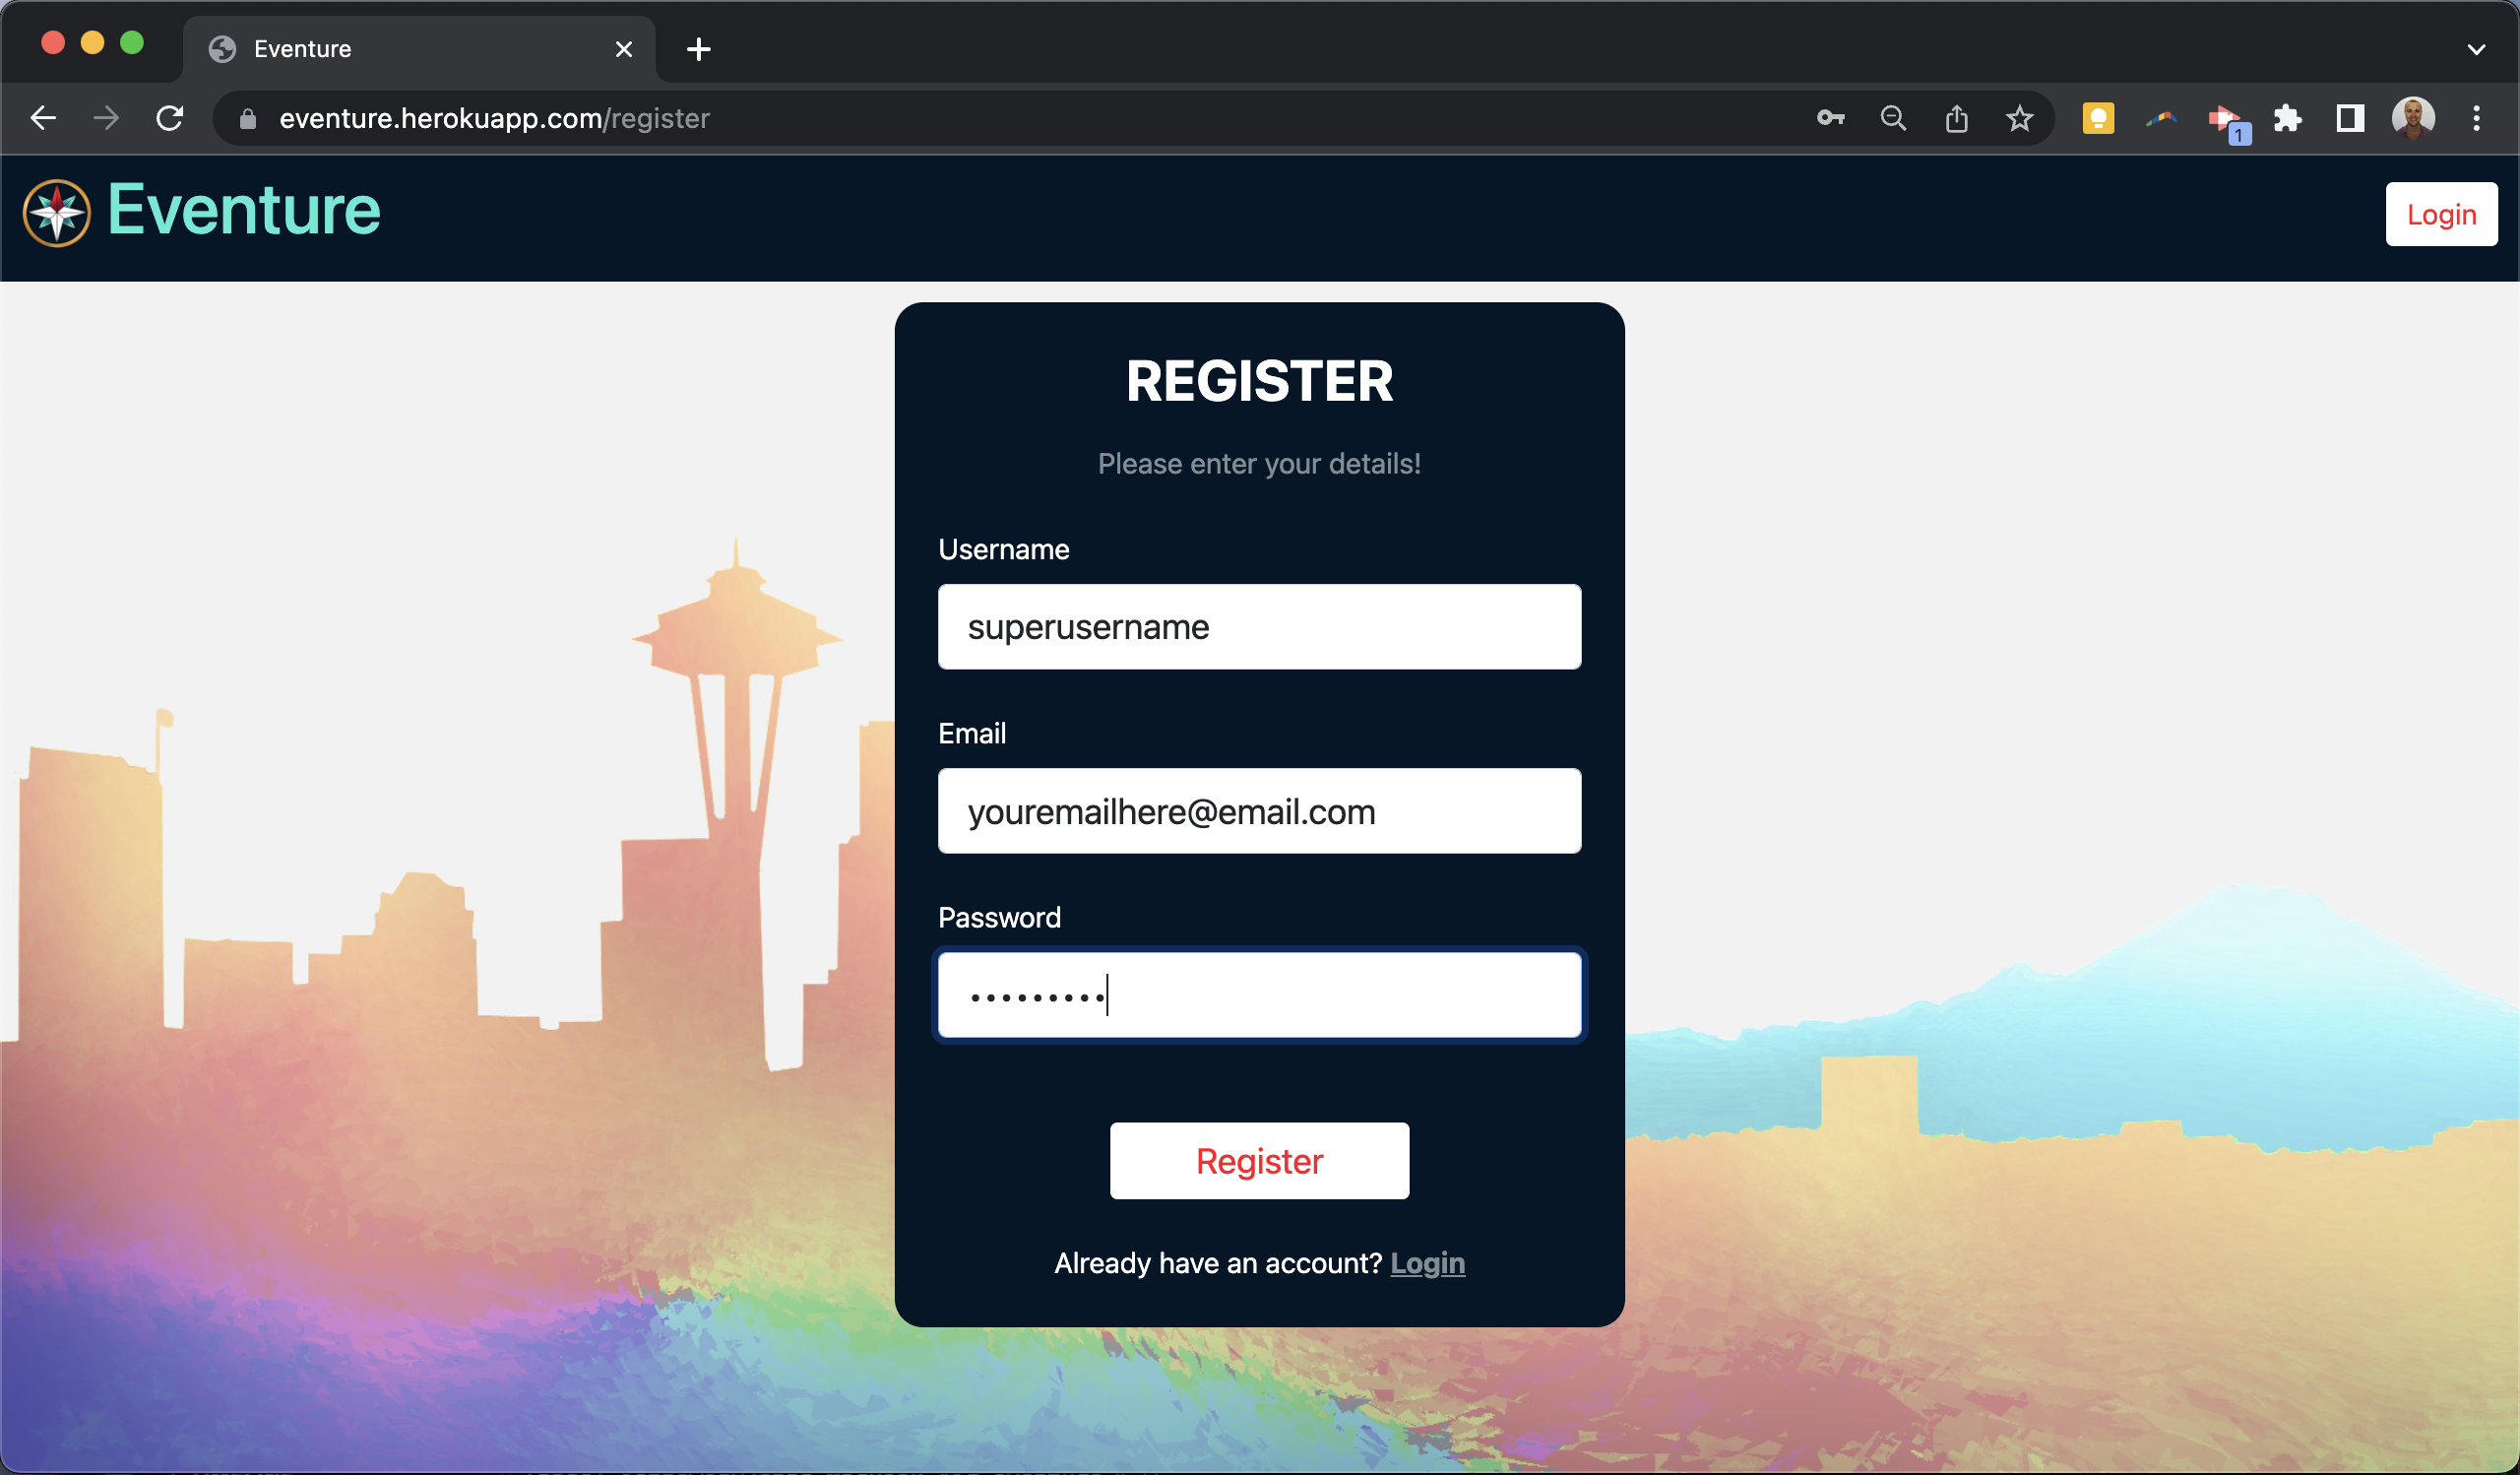 Eventure
eventure.herokuapp.com/register
1
Eventure
Login
REGISTER
Please enter your details!
Username
superusername
Email
youremailhere@email.com
Password
•••••••••
Register
Already have an account? Login